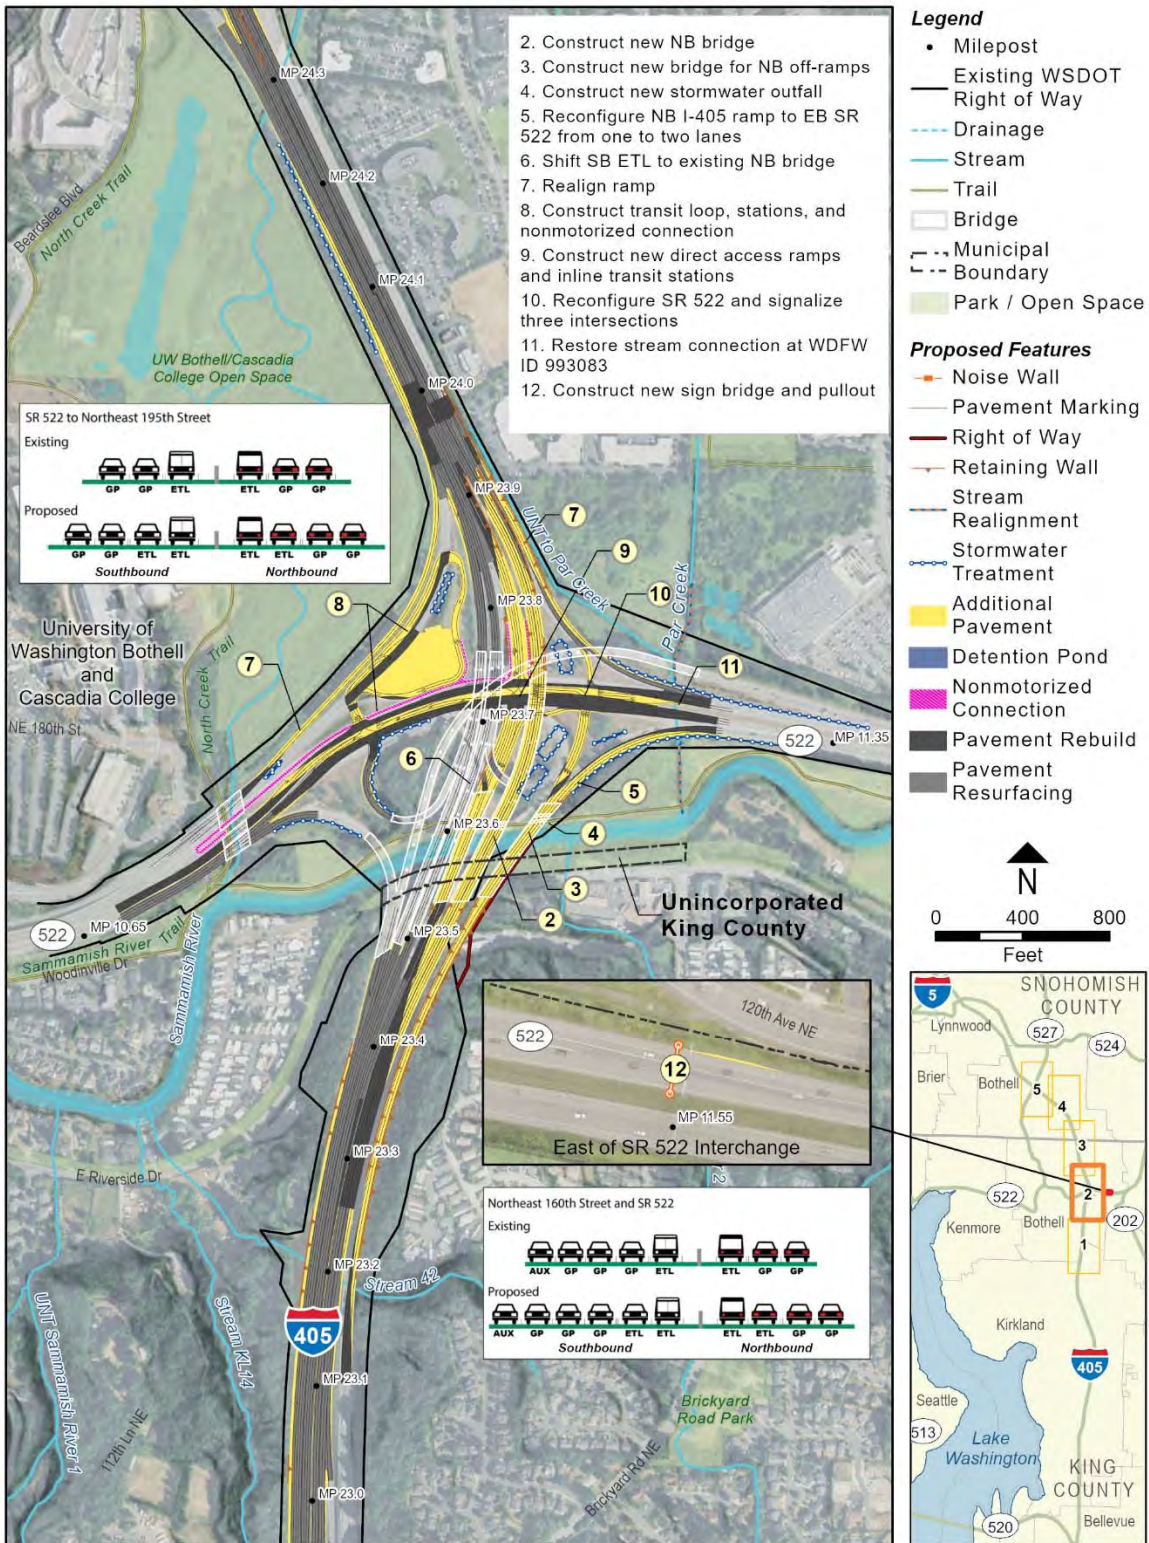 2. Construct new NB bridge
3. Construct new bridge for NB off-ramps
4. Construct new stormwater outfall
5. Reconfigure NB I-405 ramp to EB SR
522 from one to two lanes
6. Shift SB ETL to existing NB bridge
7. Realign ramp
8. Construct transit loop, stations, and
nonmotorized connection
9. Construct new direct access ramps
and inline transit stations
10. Reconfigure SR 522 and signalize
three intersections
11. Restore stream connection at WDFW
ID 993083
12. Construct new sign bridge and pullout
MP 24.3
MP 24.2
MP 24.1
MP 24.0
MP 23.9
MP 23.8
MP 23.7
MP 23.6
MP 23.5
MP 23.4
MP 23.3
MP 23.2
MP 23.1
MP 23.0
Beardslee Blvd
North Creek Trail
UW Bothell/Cascadia
College Open Space
SR 522 to Northeast 195th Street
Existing
GP GP ETL ETL GP GP
Proposed
GP GP ETL ETL ETL ETL GP GP
Southbound Northbound
7
UNT to Par Creek
9
10
Par Creek
8
11
University of
Washington Bothell
and
Cascadia College
7
North Creek Trail
NE 180th St
522
MP 11.35
6
5
4
3
2
Unincorporated
King County
522
MP 10.65
Sammamish River Trail
Woodinville Dr
Sammamish River
522
120th Ave NE
12
MP 11.55
East of SR 522 Interchange
E Riverside Dr
Stream 42
UNT Sammamish River 1
Stream KL14
405
112th Ln NE
Northeast 160th Street and SR 522
Existing
AUX GP GP GP ETL ETL GP GP
Proposed
AUX GP GP GP ETL ETL ETL ETL GP GP
Southbound Northbound
Brickyard
Road Park
Brickyard Rd NE
Legend
Milepost
Existing WSDOT
Right of Way
Drainage
Stream
Trail
Bridge
Municipal
Boundary
Park / Open Space
Proposed Features
Noise Wall
Pavement Marking
Right of Way
Retaining Wall
Stream
Realignment
Stormwater
Treatment
Additional
Pavement
Detention Pond
Nonmotorized
Connection
Pavement Rebuild
Pavement
Resurfacing
N
0 400 800
Feet
5
SNOHOMISH
COUNTY
Lynnwood
527
524
Brier
Bothell
5
4
3
2
522
202
Kenmore
Bothell
1
Kirkland
405
Seattle
513
Lake
Washington
KING
COUNTY
520
Bellevue